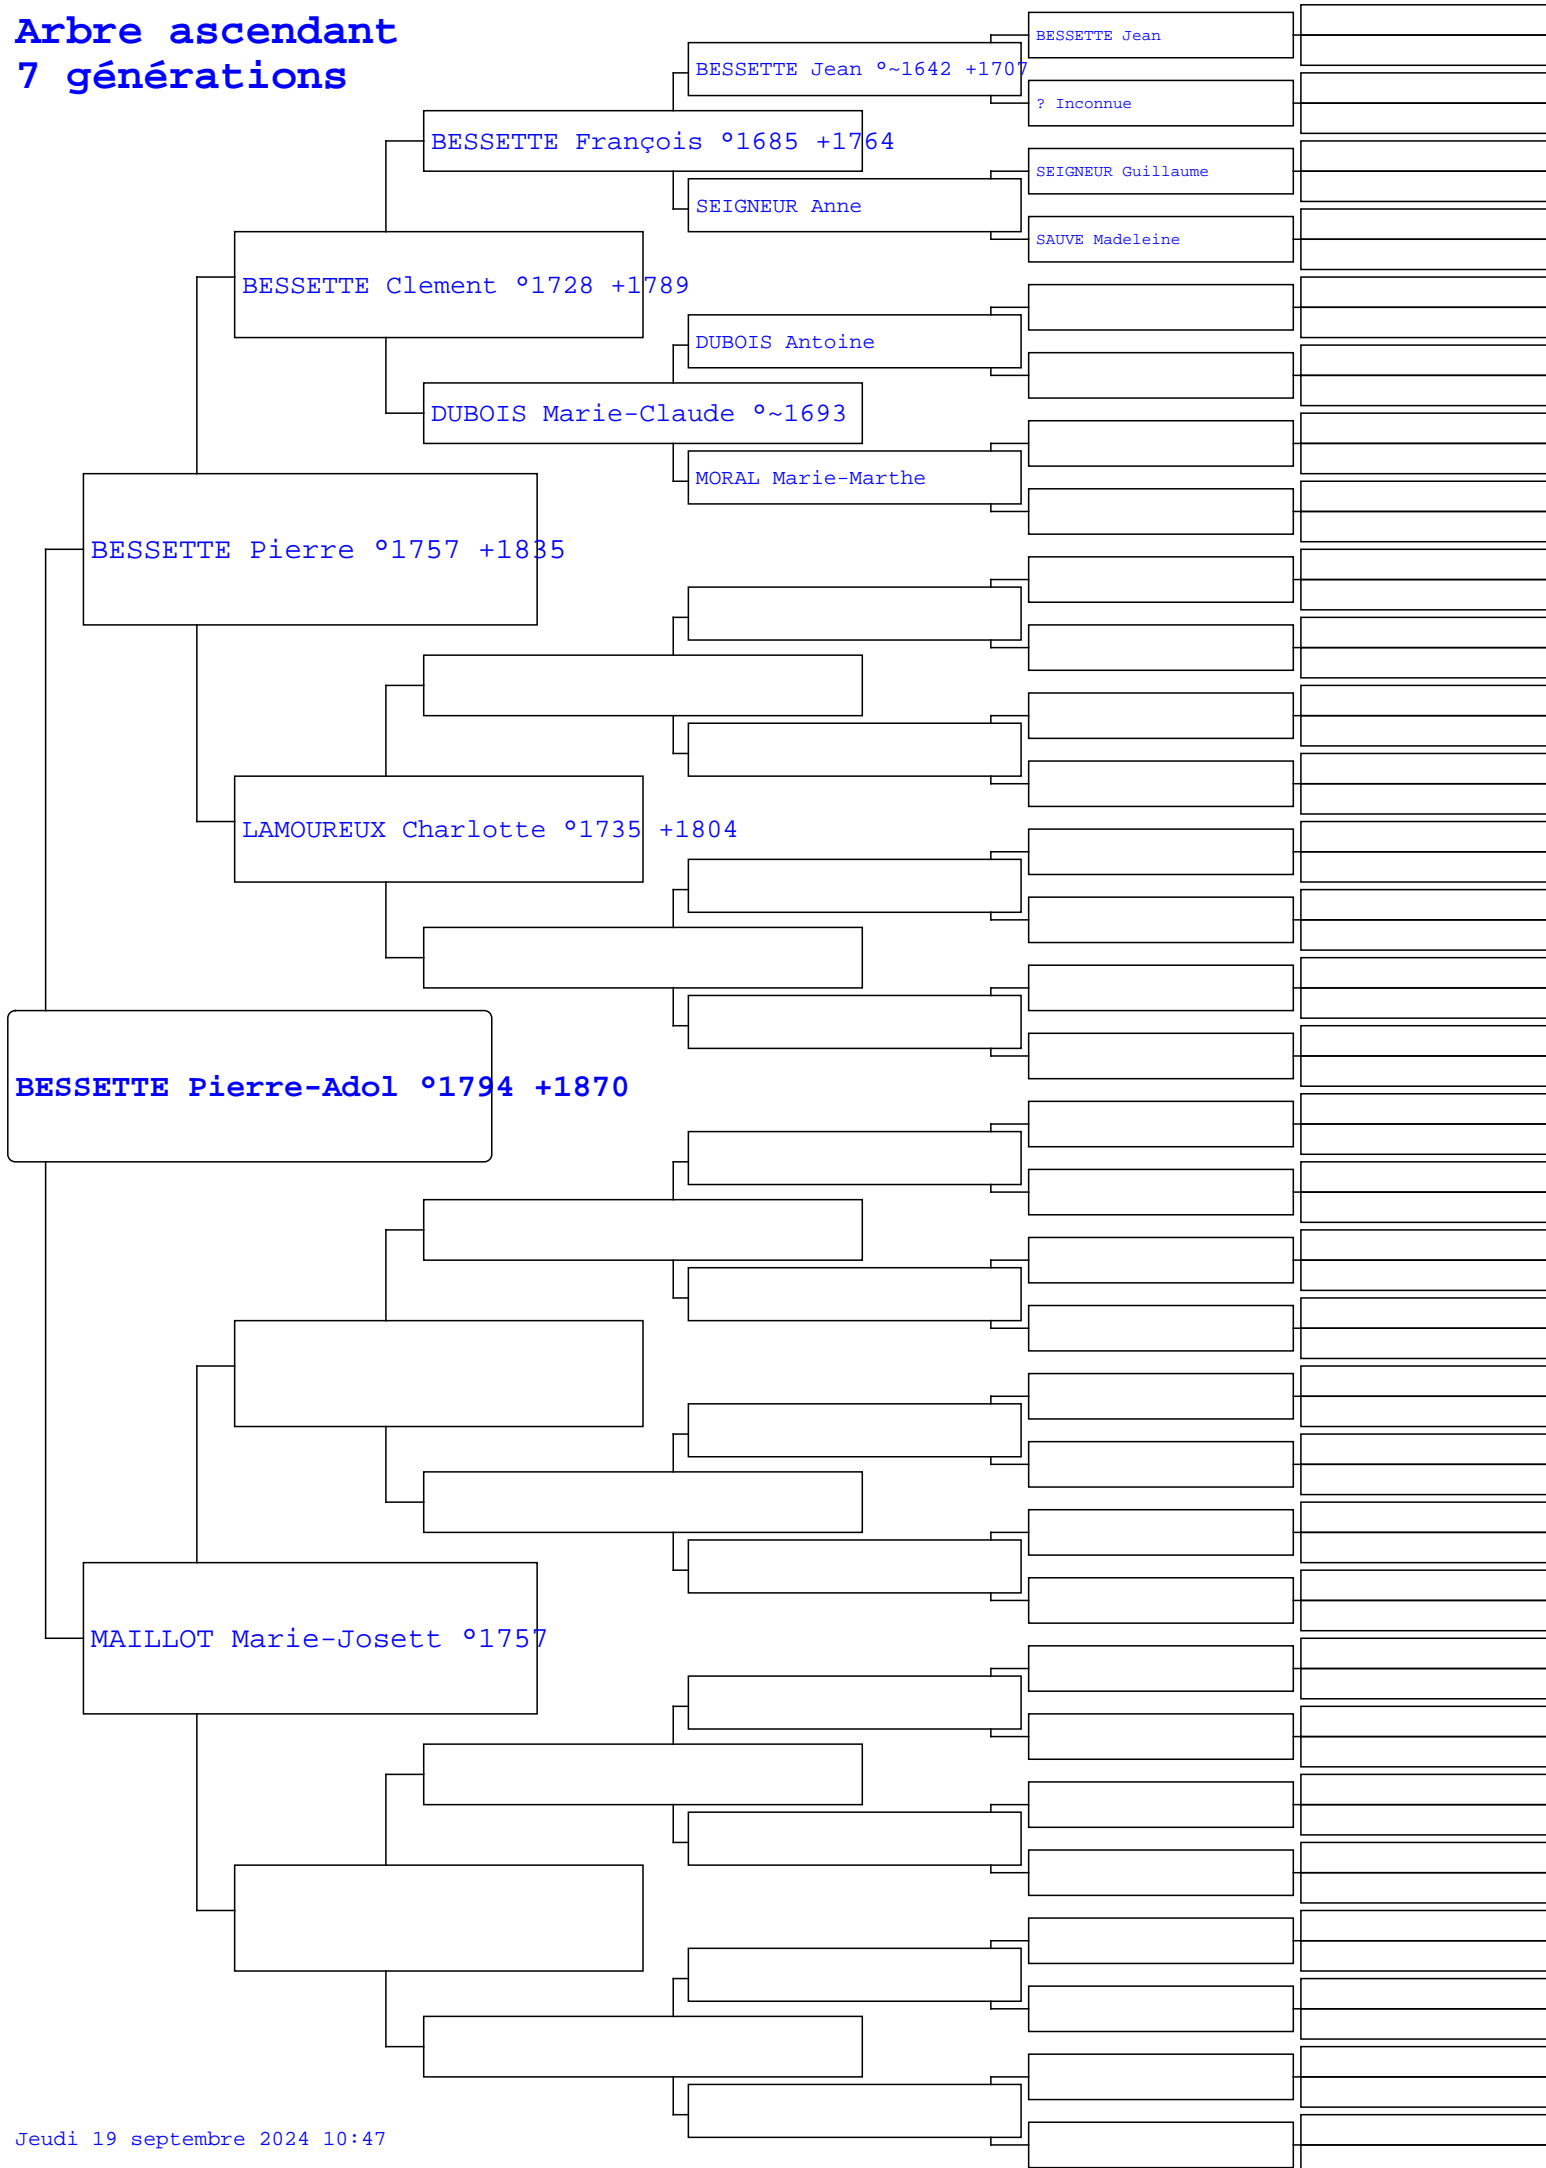 Arbre ascendant
7 générations
BESSETTE Jean
BESSETTE Jean °~1642 +1707
? Inconnue
BESSETTE François °1685 +1764
SEIGNEUR Guillaume
SEIGNEUR Anne
SAUVE Madeleine
BESSETTE Clement °1728 +1789
DUBOIS Antoine
DUBOIS Marie-Claude °~1693
MORAL Marie-Marthe
BESSETTE Pierre °1757 +1835
LAMOUREUX Charlotte °1735 +1804
BESSETTE Pierre-Adol °1794 +1870
MAILLOT Marie-Josett °1757
Jeudi 19 septembre 2024 10:47